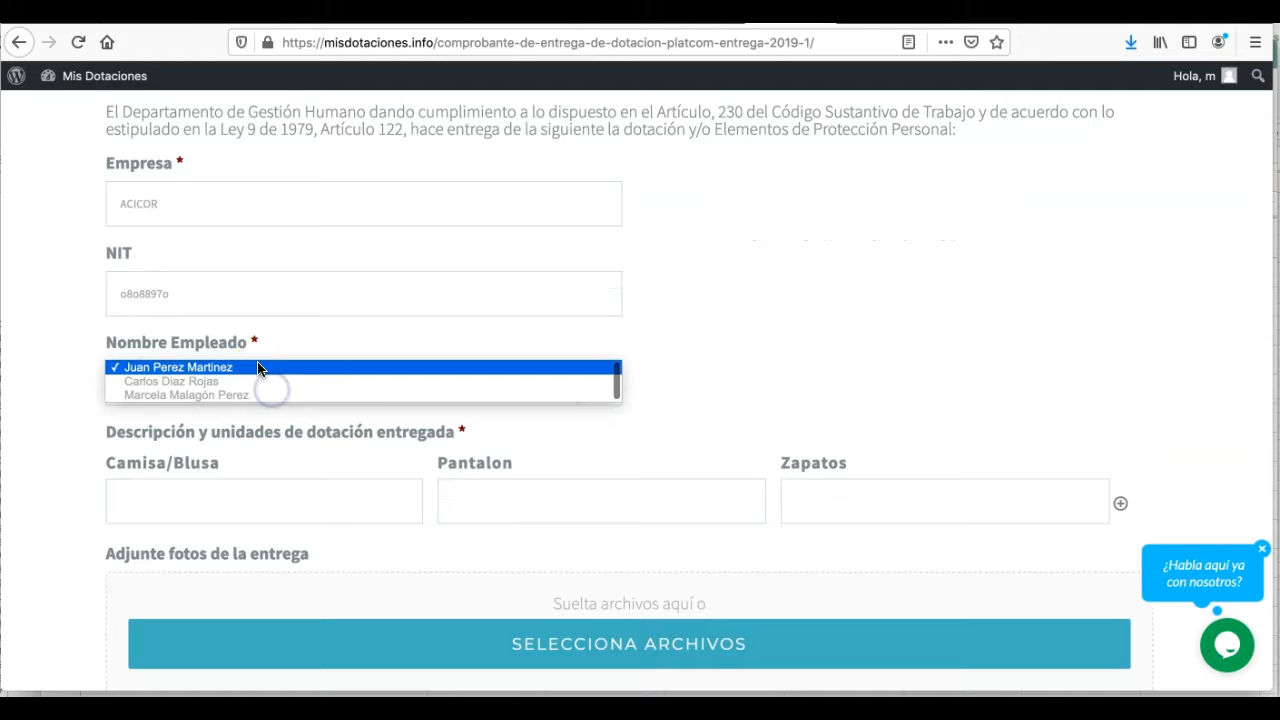 https://misdotaciones.info/comprobante-de-entrega-de-dotacion-platcom-entrega-2019-1/
Mis Dotaciones
Hola, m
El Departamento de Gestión Humano dando cumplimiento a lo dispuesto en el Artículo, 230 del Código Sustantivo de Trabajo y de acuerdo con lo
estipulado en la Ley 9 de 1979, Artículo 122, hace entrega de la siguiente la dotación y/o Elementos de Protección Personal:
Empresa *
ACICOR
NIT
o8o8897o
Nombre Empleado *
✓ Juan Perez Martinez
Carlos Diaz Rojas
Marcela Malagón Perez
Descripción y unidades de dotación entregada *
Camisa/Blusa Pantalon Zapatos
Adjunte fotos de la entrega
Suelta archivos aquí o
SELECCIONA ARCHIVOS
¿Habla aquí ya
con nosotros?